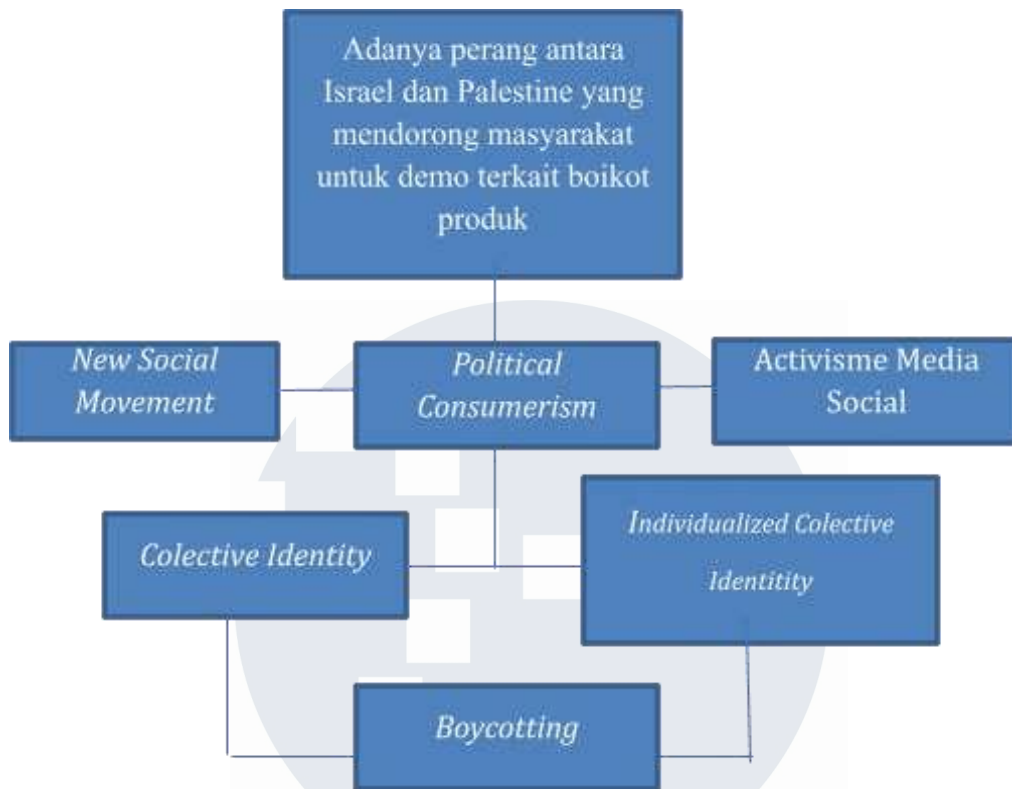 Adanya perang antara
Israel dan Palestine yang
mendorong masyarakat
untuk demo terkait boikot
produk
New Social
Movement
Political
Consumerism
Activisme Media
Social
Colective Identity
Individualized Colective
Identitity
Boycotting